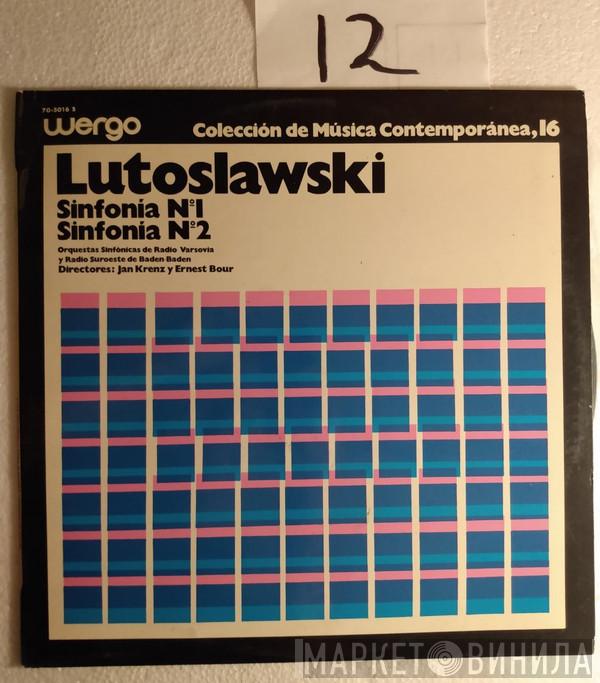 12
70-5016 S
wergo
Colección de Música Contemporánea, 16
Lutoslawski
Sinfonía Nº1
Sinfonía Nº2
Orquestas Sinfónicas de Radio Varsovia
y Radio Suroeste de Baden-Baden
Directores: Jan Krenz y Ernest Bour
МАРКЕТ ВИНИЛА